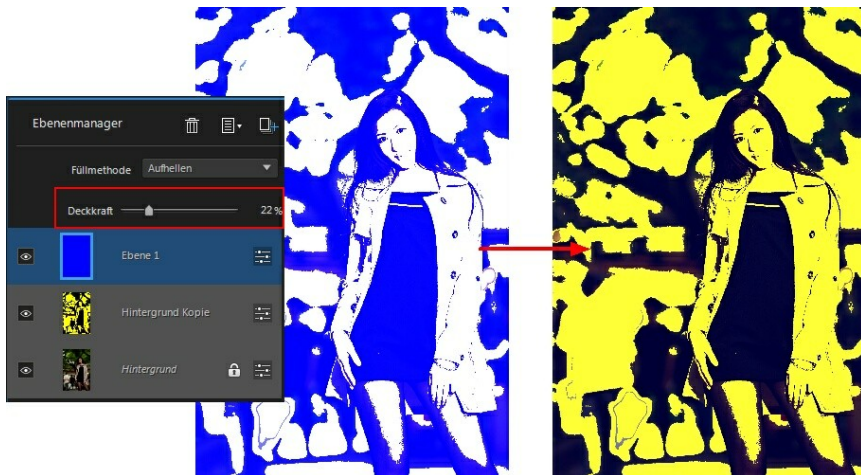 Ebenenmanager
Füllmethode Aufhellen
Deckkraft 22 %
Ebene 1
Hintergrund Kopie
Hintergrund